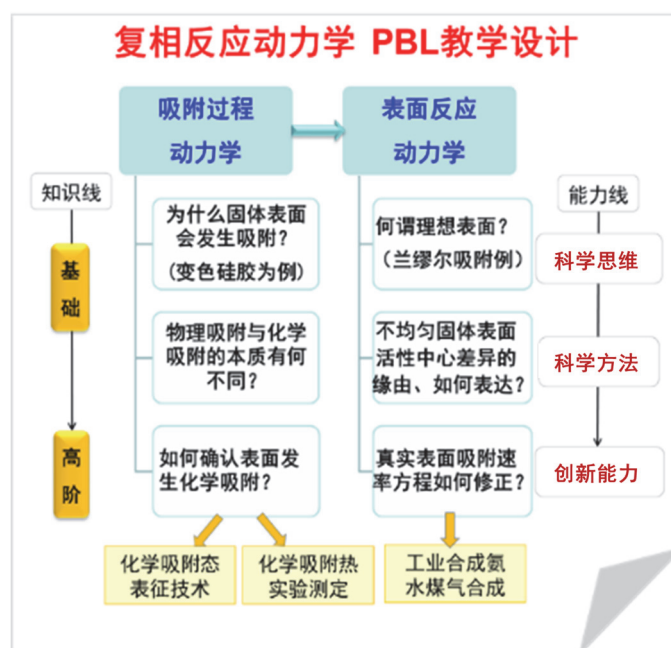 复相反应动力学 PBL教学设计
吸附过程
动力学
表面反应
动力学
知识线
基
础
高
阶
为什么固体表面
会发生吸附？
(变色硅胶为例)
物理吸附与化学
吸附的本质有何
不同？
如何确认表面发
生化学吸附？
化学吸附态
表征技术
化学吸附热
实验测定
何谓理想表面？
（兰缪尔吸附例）
不均匀固体表面
活性中心差异的
缘由、如何表达？
真实表面吸附速
率方程如何修正？
工业合成氨
水煤气合成
能力线
科学思维
科学方法
创新能力